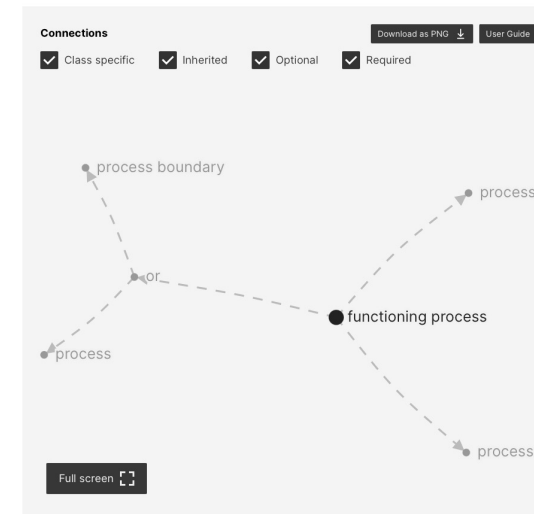 Connections
Download as PNG
User Guide
Class specific
Inherited
Optional
Required
process boundary
process
or
functioning process
process
process
Full screen